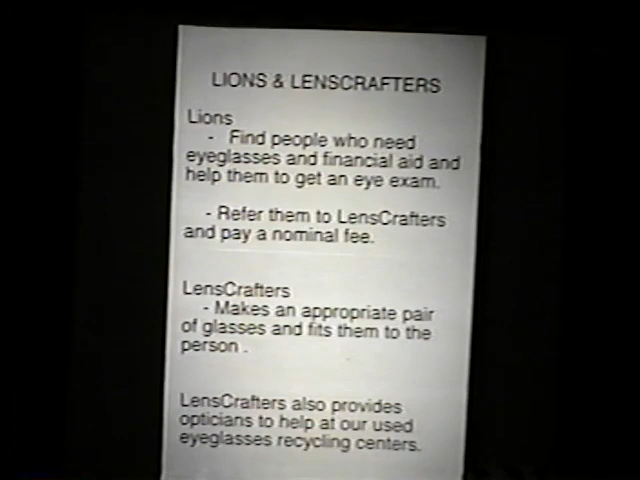 LIONS & LENSCRAFTERS
Lions
- Find people who need
eyeglasses and financial aid and
help them to get an eye exam.
- Refer them to LensCrafters
and pay a nominal fee.
LensCrafters
- Makes an appropriate pair
of glasses and fits them to the
person .
LensCrafters also provides
opticians to help at our used
eyeglasses recycling centers.